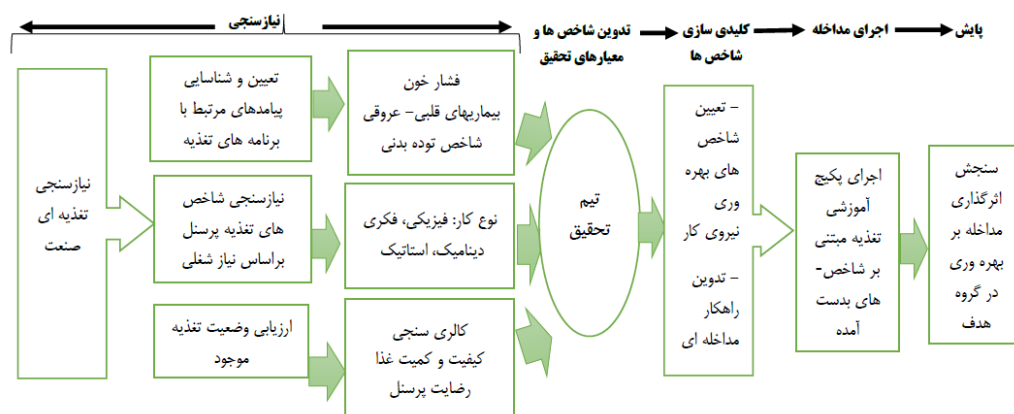 نیازسنجی
تدوین شاخص ها و
معیارهای تحقیق
کلیدی سازی
شاخص ها
اجرای مداخله
پایش
نیازسنجی
تغذیه ای
صنعت
تعیین و شناسایی
پیامدهای مرتبط با
برنامه های تغذیه
نیازسنجی شاخص
های تغذیه پرسنل
براساس نیاز شغلی
ارزیابی وضعیت تغذیه
موجود
فشار خون
بیماریهای قلبی- عروقی
شاخص توده بدنی
نوع کار: فیزیکی، فکری
دینامیک، استاتیک
کالری سنجی
کیفیت و کمیت غذا
رضایت پرسنل
تیم
تحقیق
- تعیین
شاخص
های بهره
وری
نیروی کار
- تدوین
راهکار
مداخله ای
اجرای پکیج
آموزشی
تغذیه مبتنی
بر شاخص-
های بدست
آمده
سنجش
اثرگذاری
مداخله بر
بهره وری
در گروه
هدف